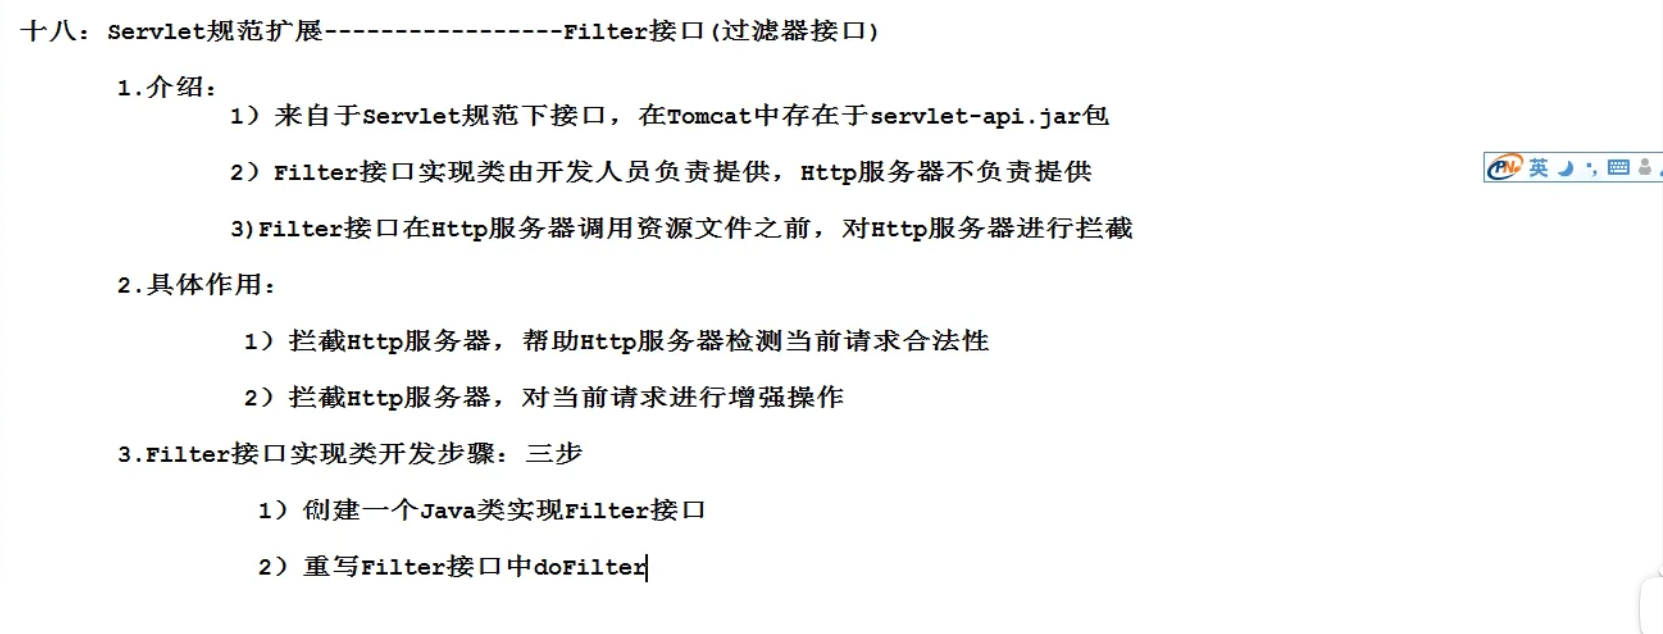 十八：Servlet规范扩展-----------------Filter接口(过滤器接口)
1.介绍：
1）来自于Servlet规范下接口，在Tomcat中存在于servlet-api.jar包
2）Filter接口实现类由开发人员负责提供，Http服务器不负责提供
3)Filter接口在Http服务器调用资源文件之前，对Http服务器进行拦截
英
2.具体作用：
1）拦截Http服务器，帮助Http服务器检测当前请求合法性
2）拦截Http服务器，对当前请求进行增强操作
3.Filter接口实现类开发步骤：三步
1）创建一个Java类实现Filter接口
2）重写Filter接口中doFilter